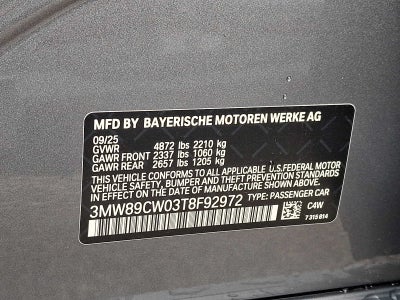 MFD BY BAYERISCHE MOTOREN WERKE AG
09/25
GVWR 4872 lbs 2210 kg
GAWR FRONT 2337 lbs 1060 kg
GAWR REAR 2657 lbs 1205 kg
THIS VEHICLE CONFORMS TO ALL APPLICABLE U.S.FEDERAL MOTOR
VEHICLE SAFETY, BUMPER, AND THEFT PREVENTION STANDARDS
IN EFFECT ON THE DATE OF MANUFACTURE SHOWN ABOVE.
3MW89CW03T8F92972 TYPE: PASSENGER CAR
C4W
7 315 814